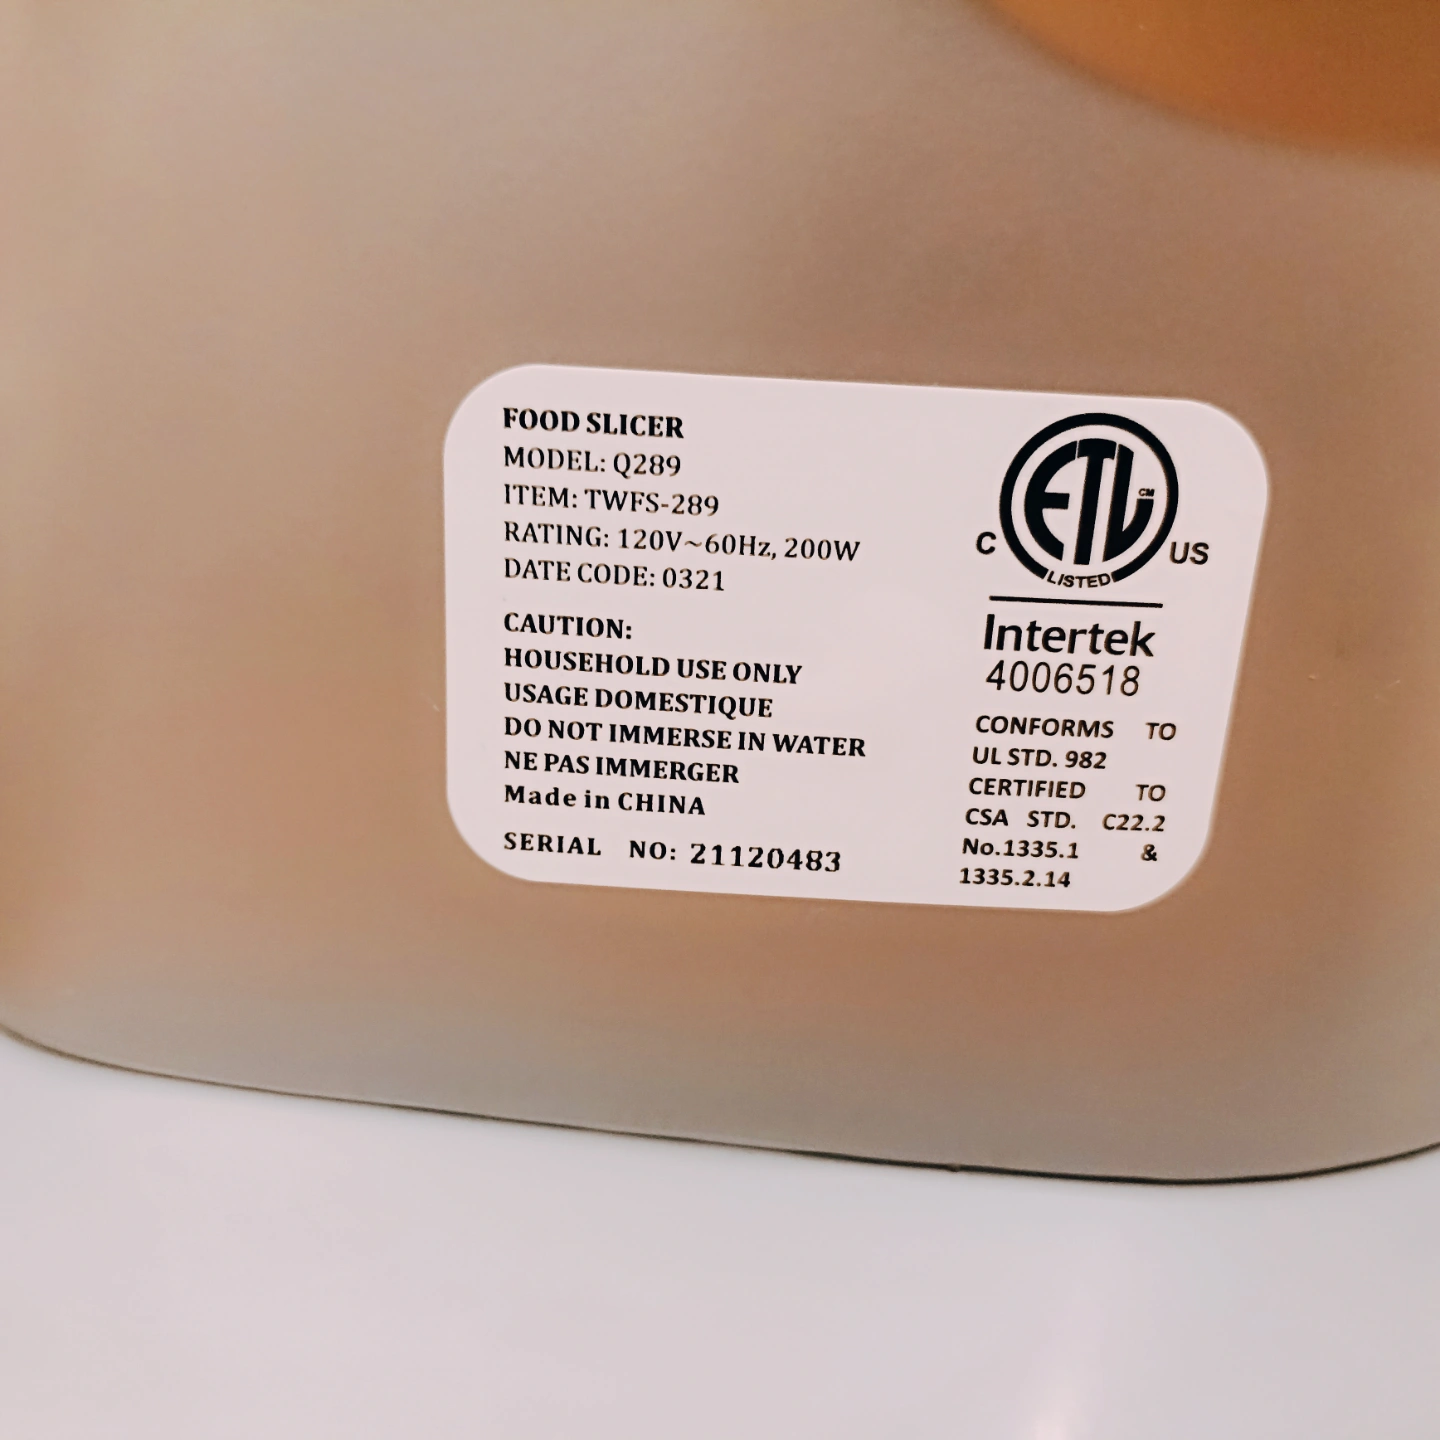 FOOD SLICER
MODEL: Q289
ITEM: TWFS-289
RATING: 120V~60Hz, 200W
DATE CODE: 0321
CAUTION:
HOUSEHOLD USE ONLY
USAGE DOMESTIQUE
DO NOT IMMERSE IN WATER
NE PAS IMMERGER
Made in CHINA
SERIAL NO: 21120483
ETL CM
C US
LISTED
Intertek
4006518
CONFORMS TO
UL STD. 982
CERTIFIED TO
CSA STD. C22.2
No.1335.1 &
1335.2.14